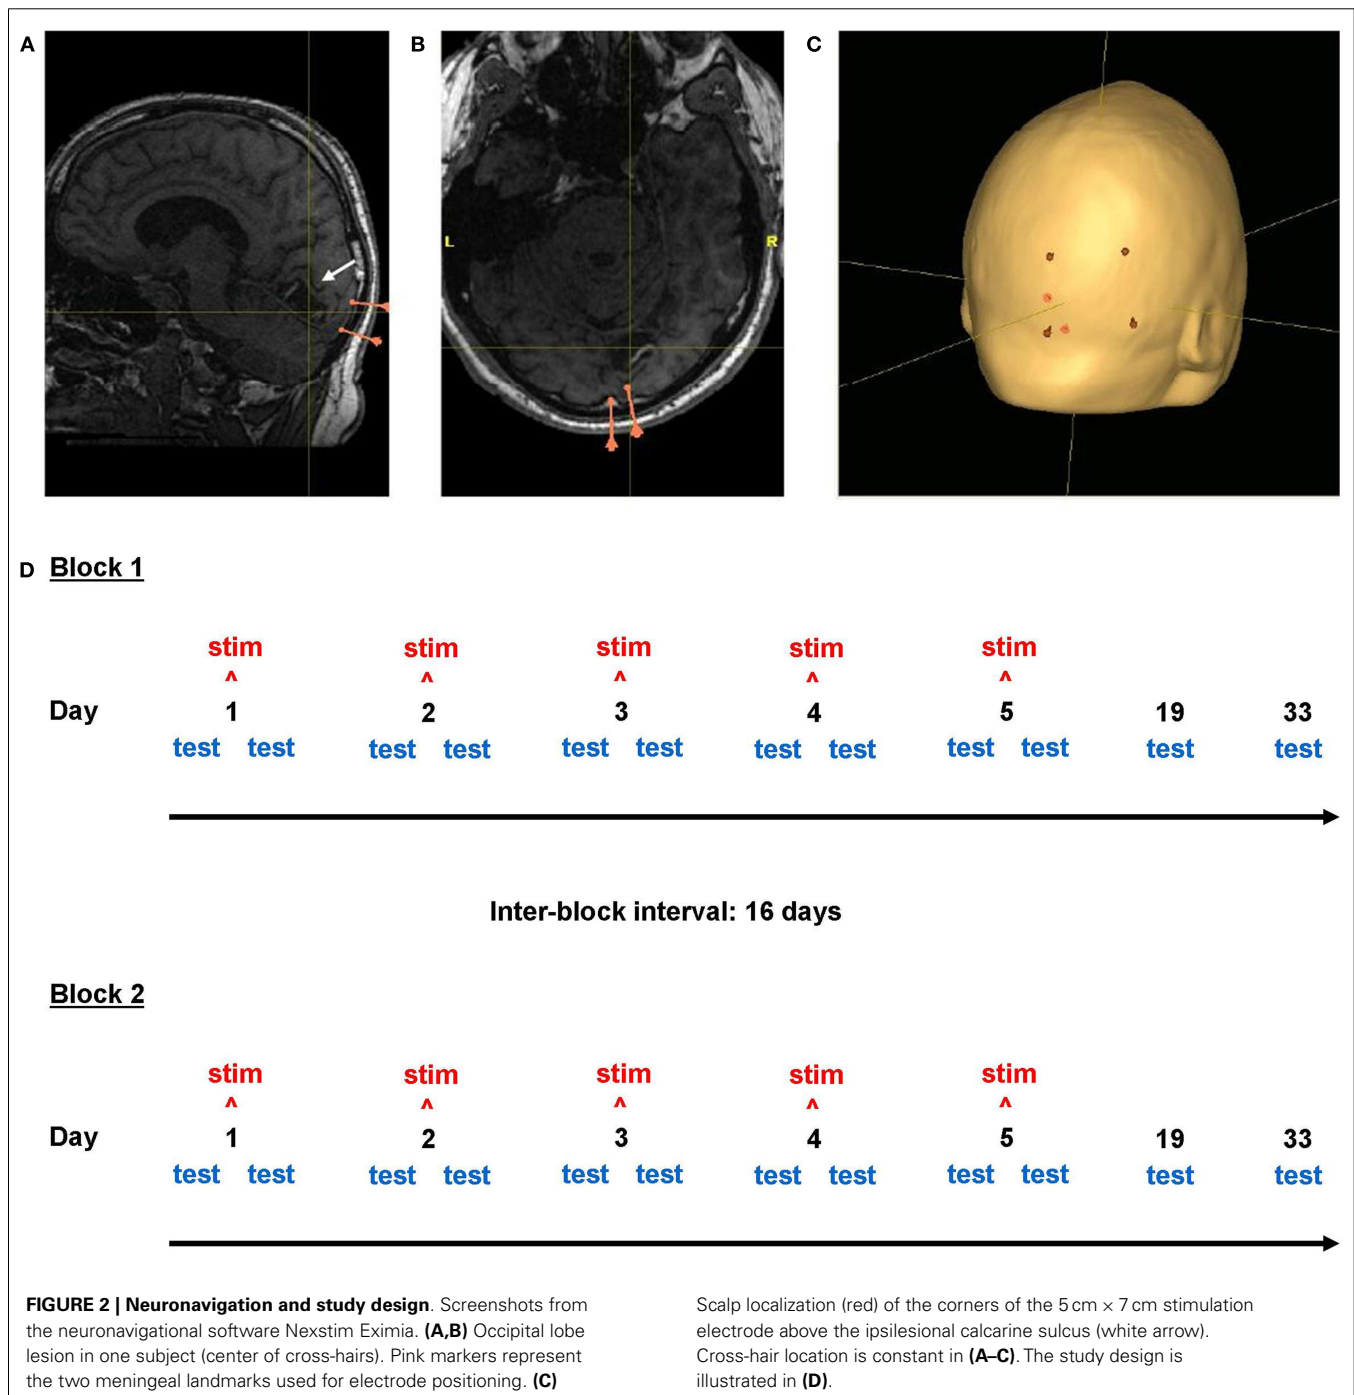 A
B
C
L
R
D Block 1
stim stim stim stim stim
^ ^ ^ ^ ^
Day 1 2 3 4 5 19 33
test test test test test test test test test test test test
Inter-block interval: 16 days
Block 2
stim stim stim stim stim
^ ^ ^ ^ ^
Day 1 2 3 4 5 19 33
test test test test test test test test test test test test
FIGURE 2 | Neuronavigation and study design. Screenshots from
the neuronavigational software Nexstim Eximia. (A,B) Occipital lobe
lesion in one subject (center of cross-hairs). Pink markers represent
the two meningeal landmarks used for electrode positioning. (C)
Scalp localization (red) of the corners of the 5 cm × 7 cm stimulation
electrode above the ipsilesional calcarine sulcus (white arrow).
Cross-hair location is constant in (A–C). The study design is
illustrated in (D).